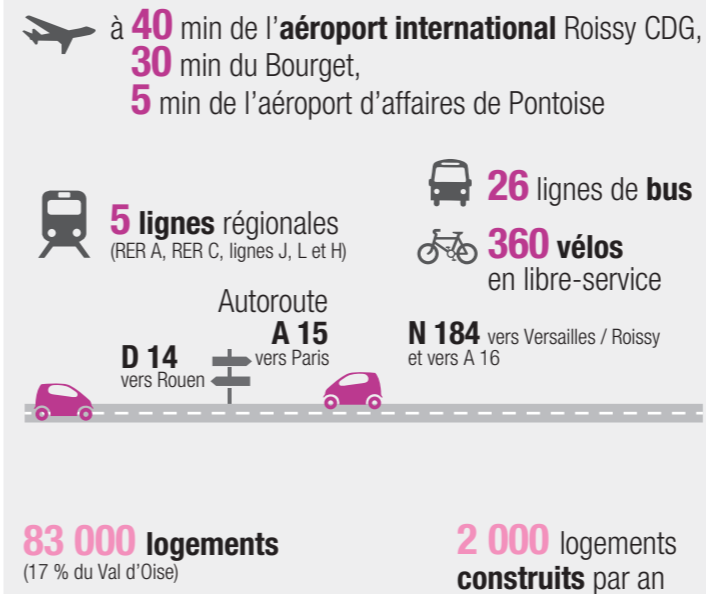 à 40 min de l'aéroport international Roissy CDG,
30 min du Bourget,
5 min de l'aéroport d'affaires de Pontoise
5 lignes régionales
(RER A, RER C, lignes J, L et H)
26 lignes de bus
360 vélos
en libre-service
Autoroute
A 15
vers Paris
D 14
vers Rouen
N 184 vers Versailles / Roissy
et vers A 16
83 000 logements
(17 % du Val d'Oise)
2 000 logements
construits par an